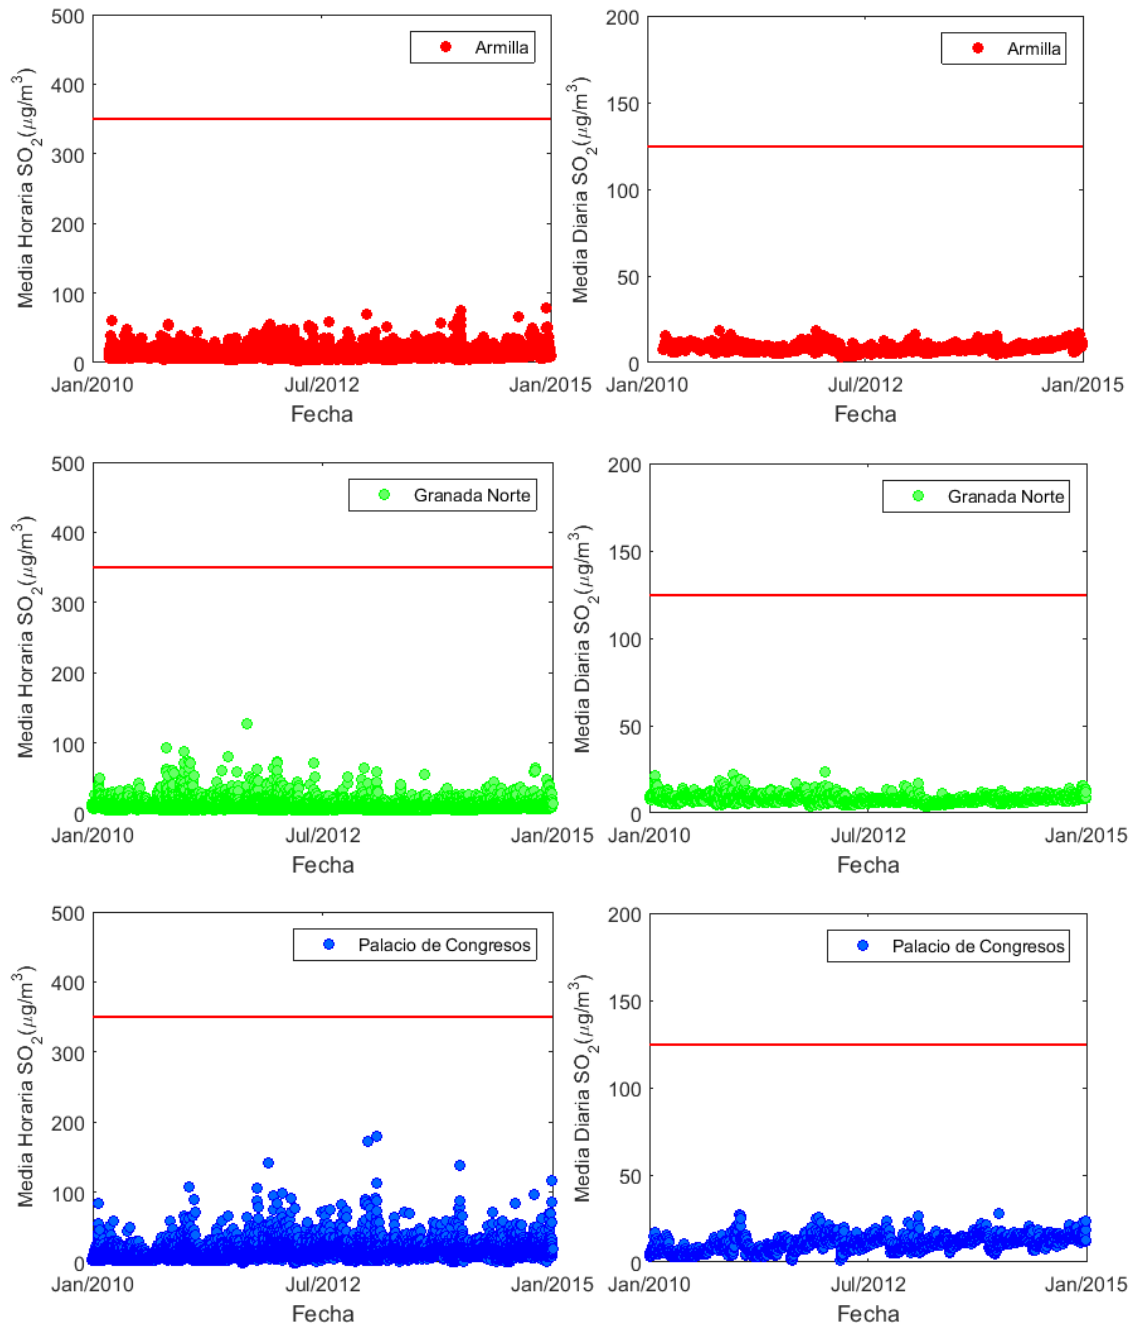 500
400
300
200
100
0
Media Horaria SO2(μg/m3)
Armilla
Jan/2010
Jul/2012
Jan/2015
Fecha
200
150
100
50
0
Media Diaria SO2(μg/m3)
Armilla
Jan/2010
Jul/2012
Jan/2015
Fecha
500
400
300
200
100
0
Media Horaria SO2(μg/m3)
Granada Norte
Jan/2010
Jul/2012
Jan/2015
Fecha
200
150
100
50
0
Media Diaria SO2(μg/m3)
Granada Norte
Jan/2010
Jul/2012
Jan/2015
Fecha
500
400
300
200
100
0
Media Horaria SO2(μg/m3)
Palacio de Congresos
Jan/2010
Jul/2012
Jan/2015
Fecha
200
150
100
50
0
Media Diaria SO2(μg/m3)
Palacio de Congresos
Jan/2010
Jul/2012
Jan/2015
Fecha